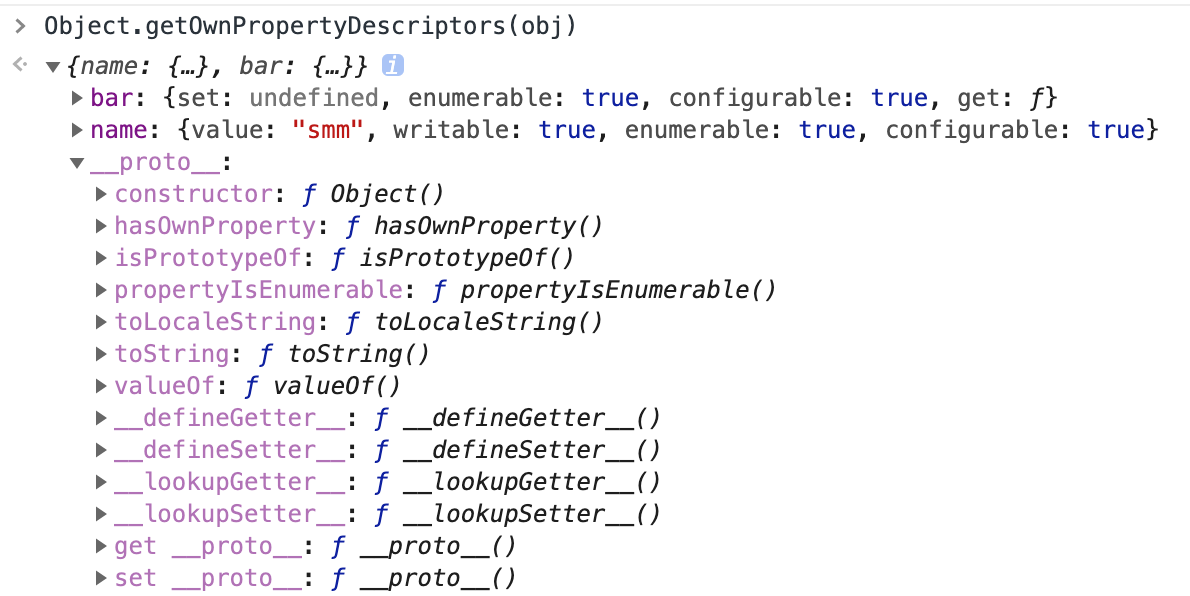 > Object.getOwnPropertyDescriptors(obj)
{name: {…}, bar: {…}} i
bar: {set: undefined, enumerable: true, configurable: true, get: ƒ}
name: {value: "smm", writable: true, enumerable: true, configurable: true}
__proto__:
constructor: ƒ Object()
hasOwnProperty: ƒ hasOwnProperty()
isPrototypeOf: ƒ isPrototypeOf()
propertyIsEnumerable: ƒ propertyIsEnumerable()
toLocaleString: ƒ toLocaleString()
toString: ƒ toString()
valueOf: ƒ valueOf()
__defineGetter__: ƒ __defineGetter__()
__defineSetter__: ƒ __defineSetter__()
__lookupGetter__: ƒ __lookupGetter__()
__lookupSetter__: ƒ __lookupSetter__()
get __proto__: ƒ __proto__()
set __proto__: ƒ __proto__()